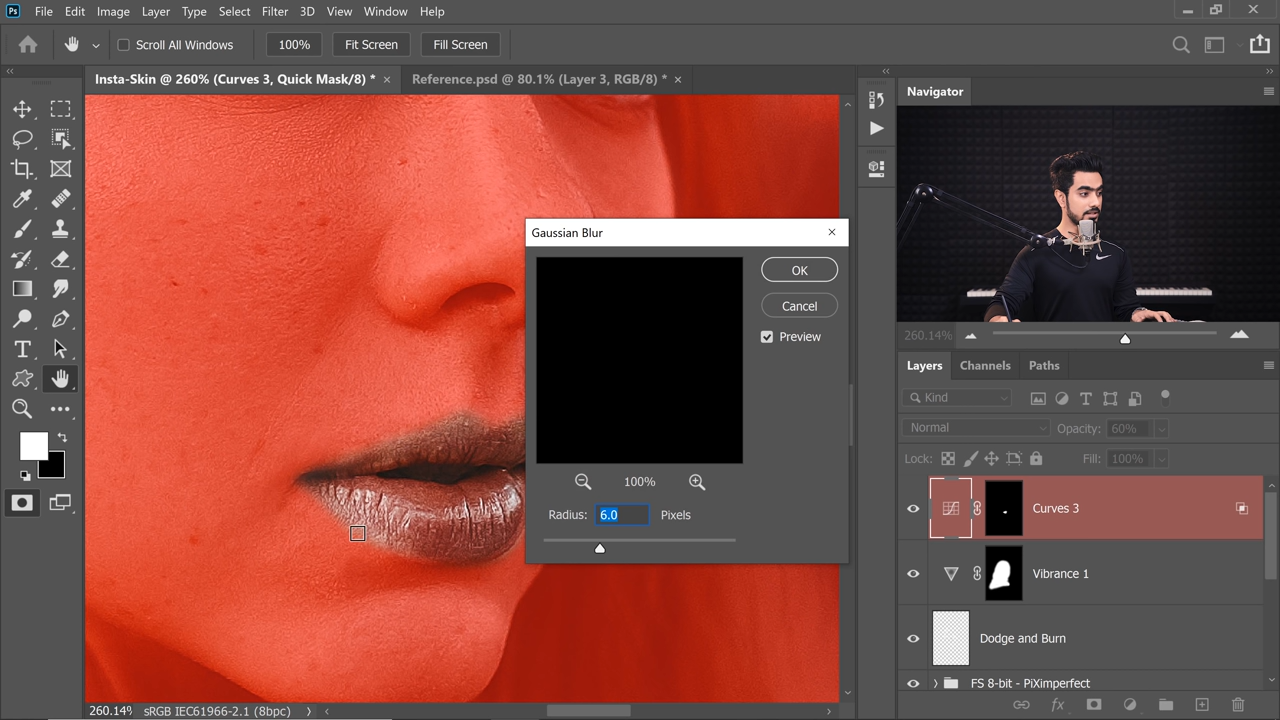 Ps File Edit Image Layer Type Select Filter 3D View Window Help
Scroll All Windows 100% Fit Screen Fill Screen
Insta-Skin @ 260% (Curves 3, Quick Mask/8) * × Reference.psd @ 80.1% (Layer 3, RGB/8) * ×
Navigator
Gaussian Blur
OK
Cancel
Preview
100%
Radius: 6.0 Pixels
260.14%
Layers Channels Paths
Kind
Normal Opacity: 60%
Lock: Fill: 100%
Curves 3
Vibrance 1
Dodge and Burn
FS 8-bit - PiXimperfect
fx
260.14% sRGB IEC61966-2.1 (8bpc)